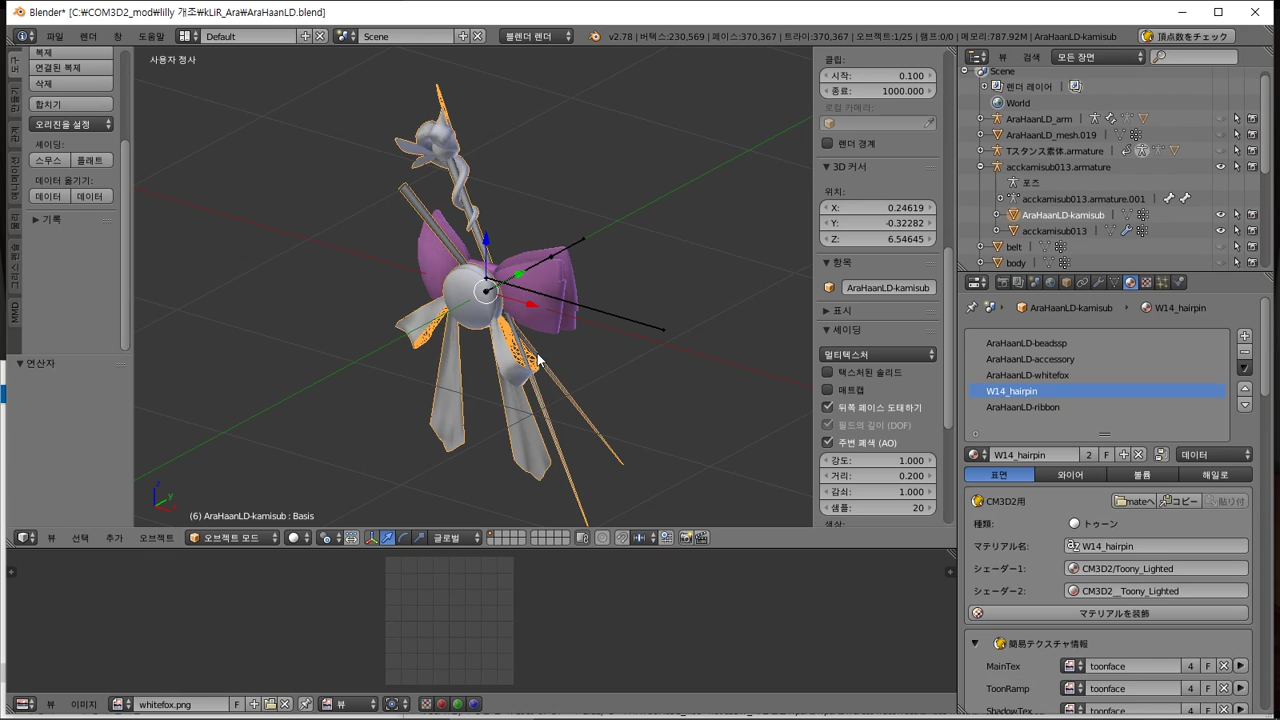 Blender* [C:₩COM3D2_mod₩lilly 개조₩kLiR_Ara₩AraHaanLD.blend]
파일 렌더 창 도움말 Default Scene 블렌더 렌더 v2.78 | 버텍스:230,569 | 페이스:370,367 | 트라이:370,367 | 오브젝트:1/25 | 램프:0/0 | 메모리:787.92M | AraHaanLD-kamisub 頂点数をチェック
복제
연결된 복제
삭제
합치기
오리진을 설정
셰이딩:
스무스 플래트
데이터 옮기기:
데이터 데이터
기록
연산자
MMD
사용자 정사
(6) AraHaanLD-kamisub : Basis
클립:
시작: 0.100
종료: 1000.000
로컬 카메라:
렌더 경계
3D 커서
위치:
X: 0.24619
Y: -0.32282
Z: 6.54645
항목
AraHaanLD-kamisub
표시
셰이딩
멀티텍스처
텍스처된 솔리드
매트캡
뒤쪽 페이스 도태하기
필드의 깊이 (DOF)
주변 폐색 (AO)
강도: 1.000
거리: 0.200
감쇠: 1.000
샘플: 20
뷰 선택 추가 오브젝트 오브젝트 모드 글로벌
뷰 이미지 whitefox.png F 뷰
뷰 검색 모든 장면
Scene
렌더 레이어
World
AraHaanLD_arm
AraHaanLD_mesh.019
Tスタンス素体.armature
acckamisub013.armature
포즈
acckamisub013.armature.001
AraHaanLD-kamisub
acckamisub013
belt
body
AraHaanLD-kamisub W14_hairpin
AraHaanLD-beadssp
AraHaanLD-accessory
AraHaanLD-whitefox
W14_hairpin
AraHaanLD-ribbon
W14_hairpin 2 F 데이터
표면 와이어 볼륨 해일로
CM3D2用 mateへ コピー 貼り付
種類: トゥーン
マテリアル名: W14_hairpin
シェーダー1: CM3D2/Toony_Lighted
シェーダー2: CM3D2__Toony_Lighted
マテリアルを装飾
簡易テクスチャ情報
MainTex toonface 4 F
ToonRamp toonface 4 F
ShadowTex toonface 4 F